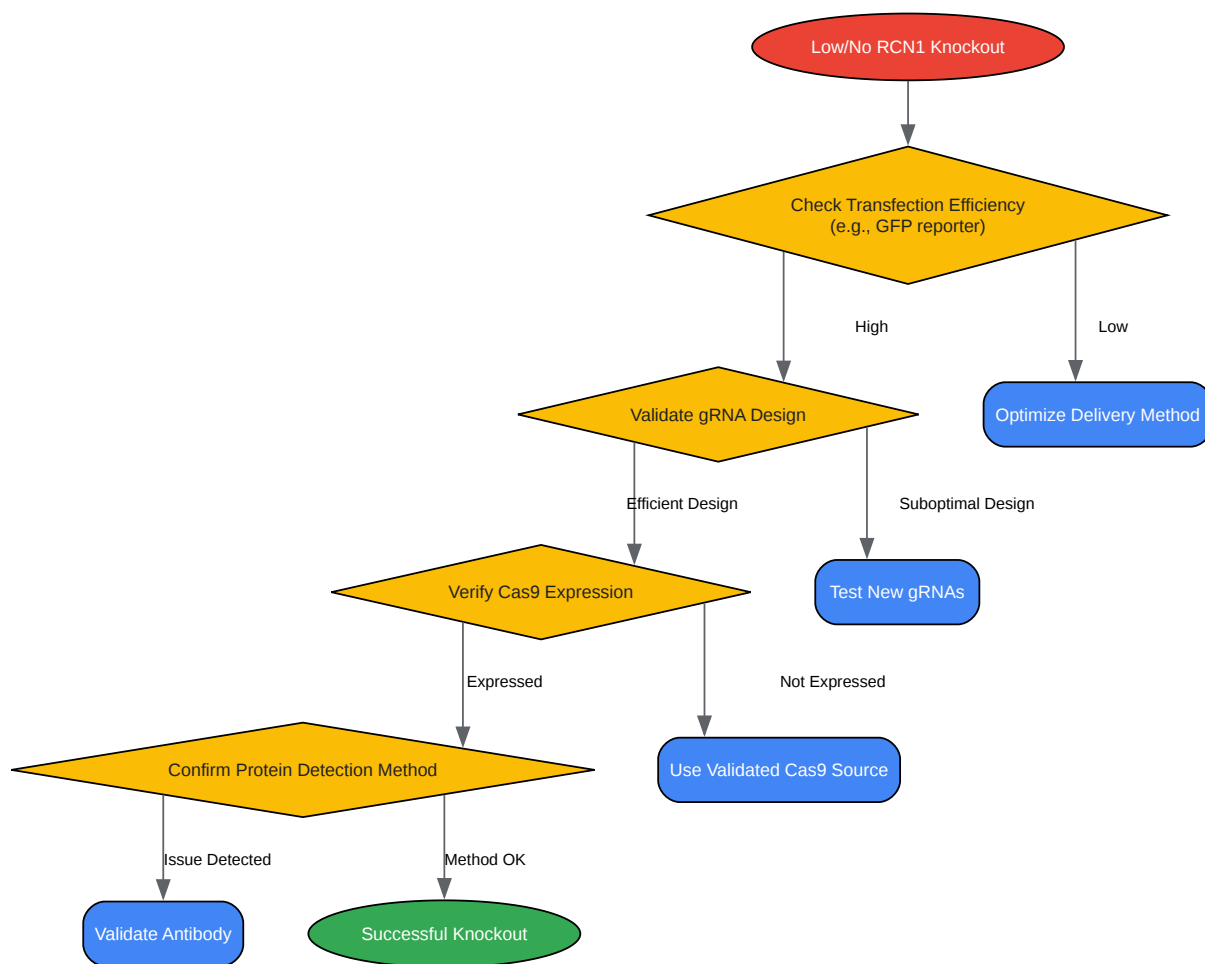 Low/No RCN1 Knockout
Check Transfection Efficiency
(e.g., GFP reporter)
High
Low
Validate gRNA Design
Optimize Delivery Method
Efficient Design
Suboptimal Design
Verify Cas9 Expression
Test New gRNAs
Expressed
Not Expressed
Confirm Protein Detection Method
Use Validated Cas9 Source
Issue Detected
Method OK
Validate Antibody
Successful Knockout